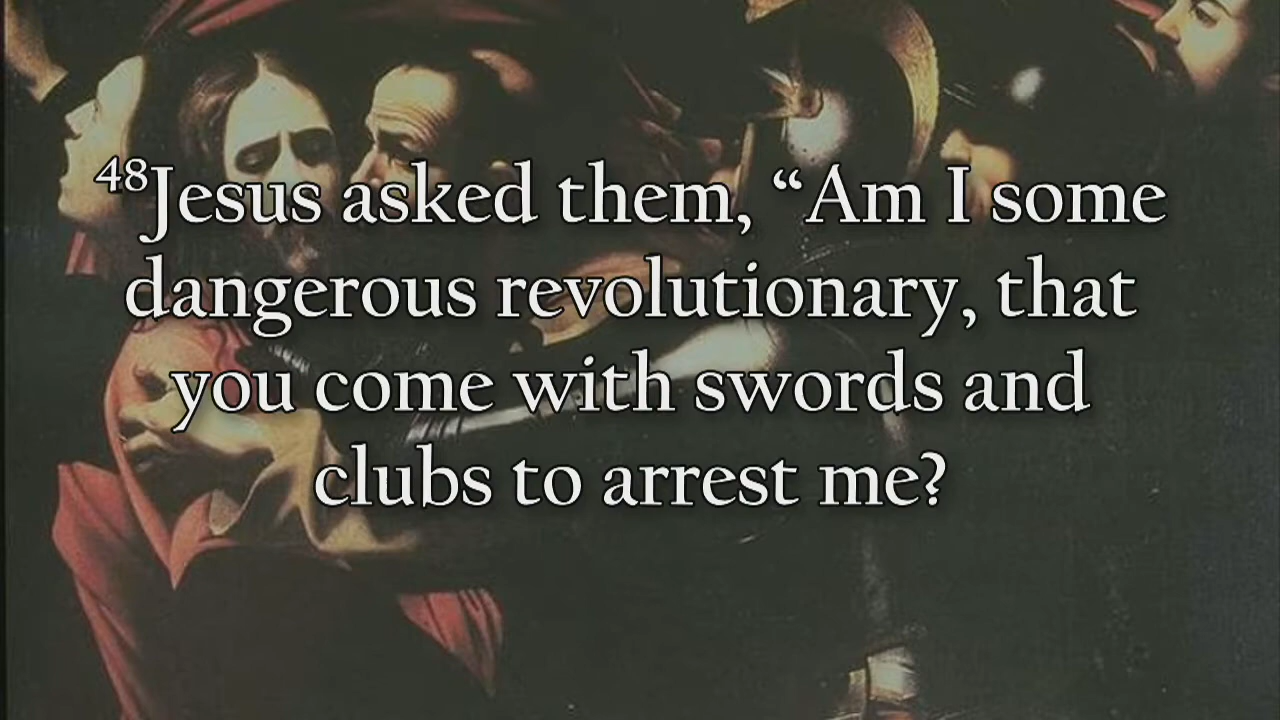 ⁴⁸Jesus asked them, “Am I some
dangerous revolutionary, that
you come with swords and
clubs to arrest me?